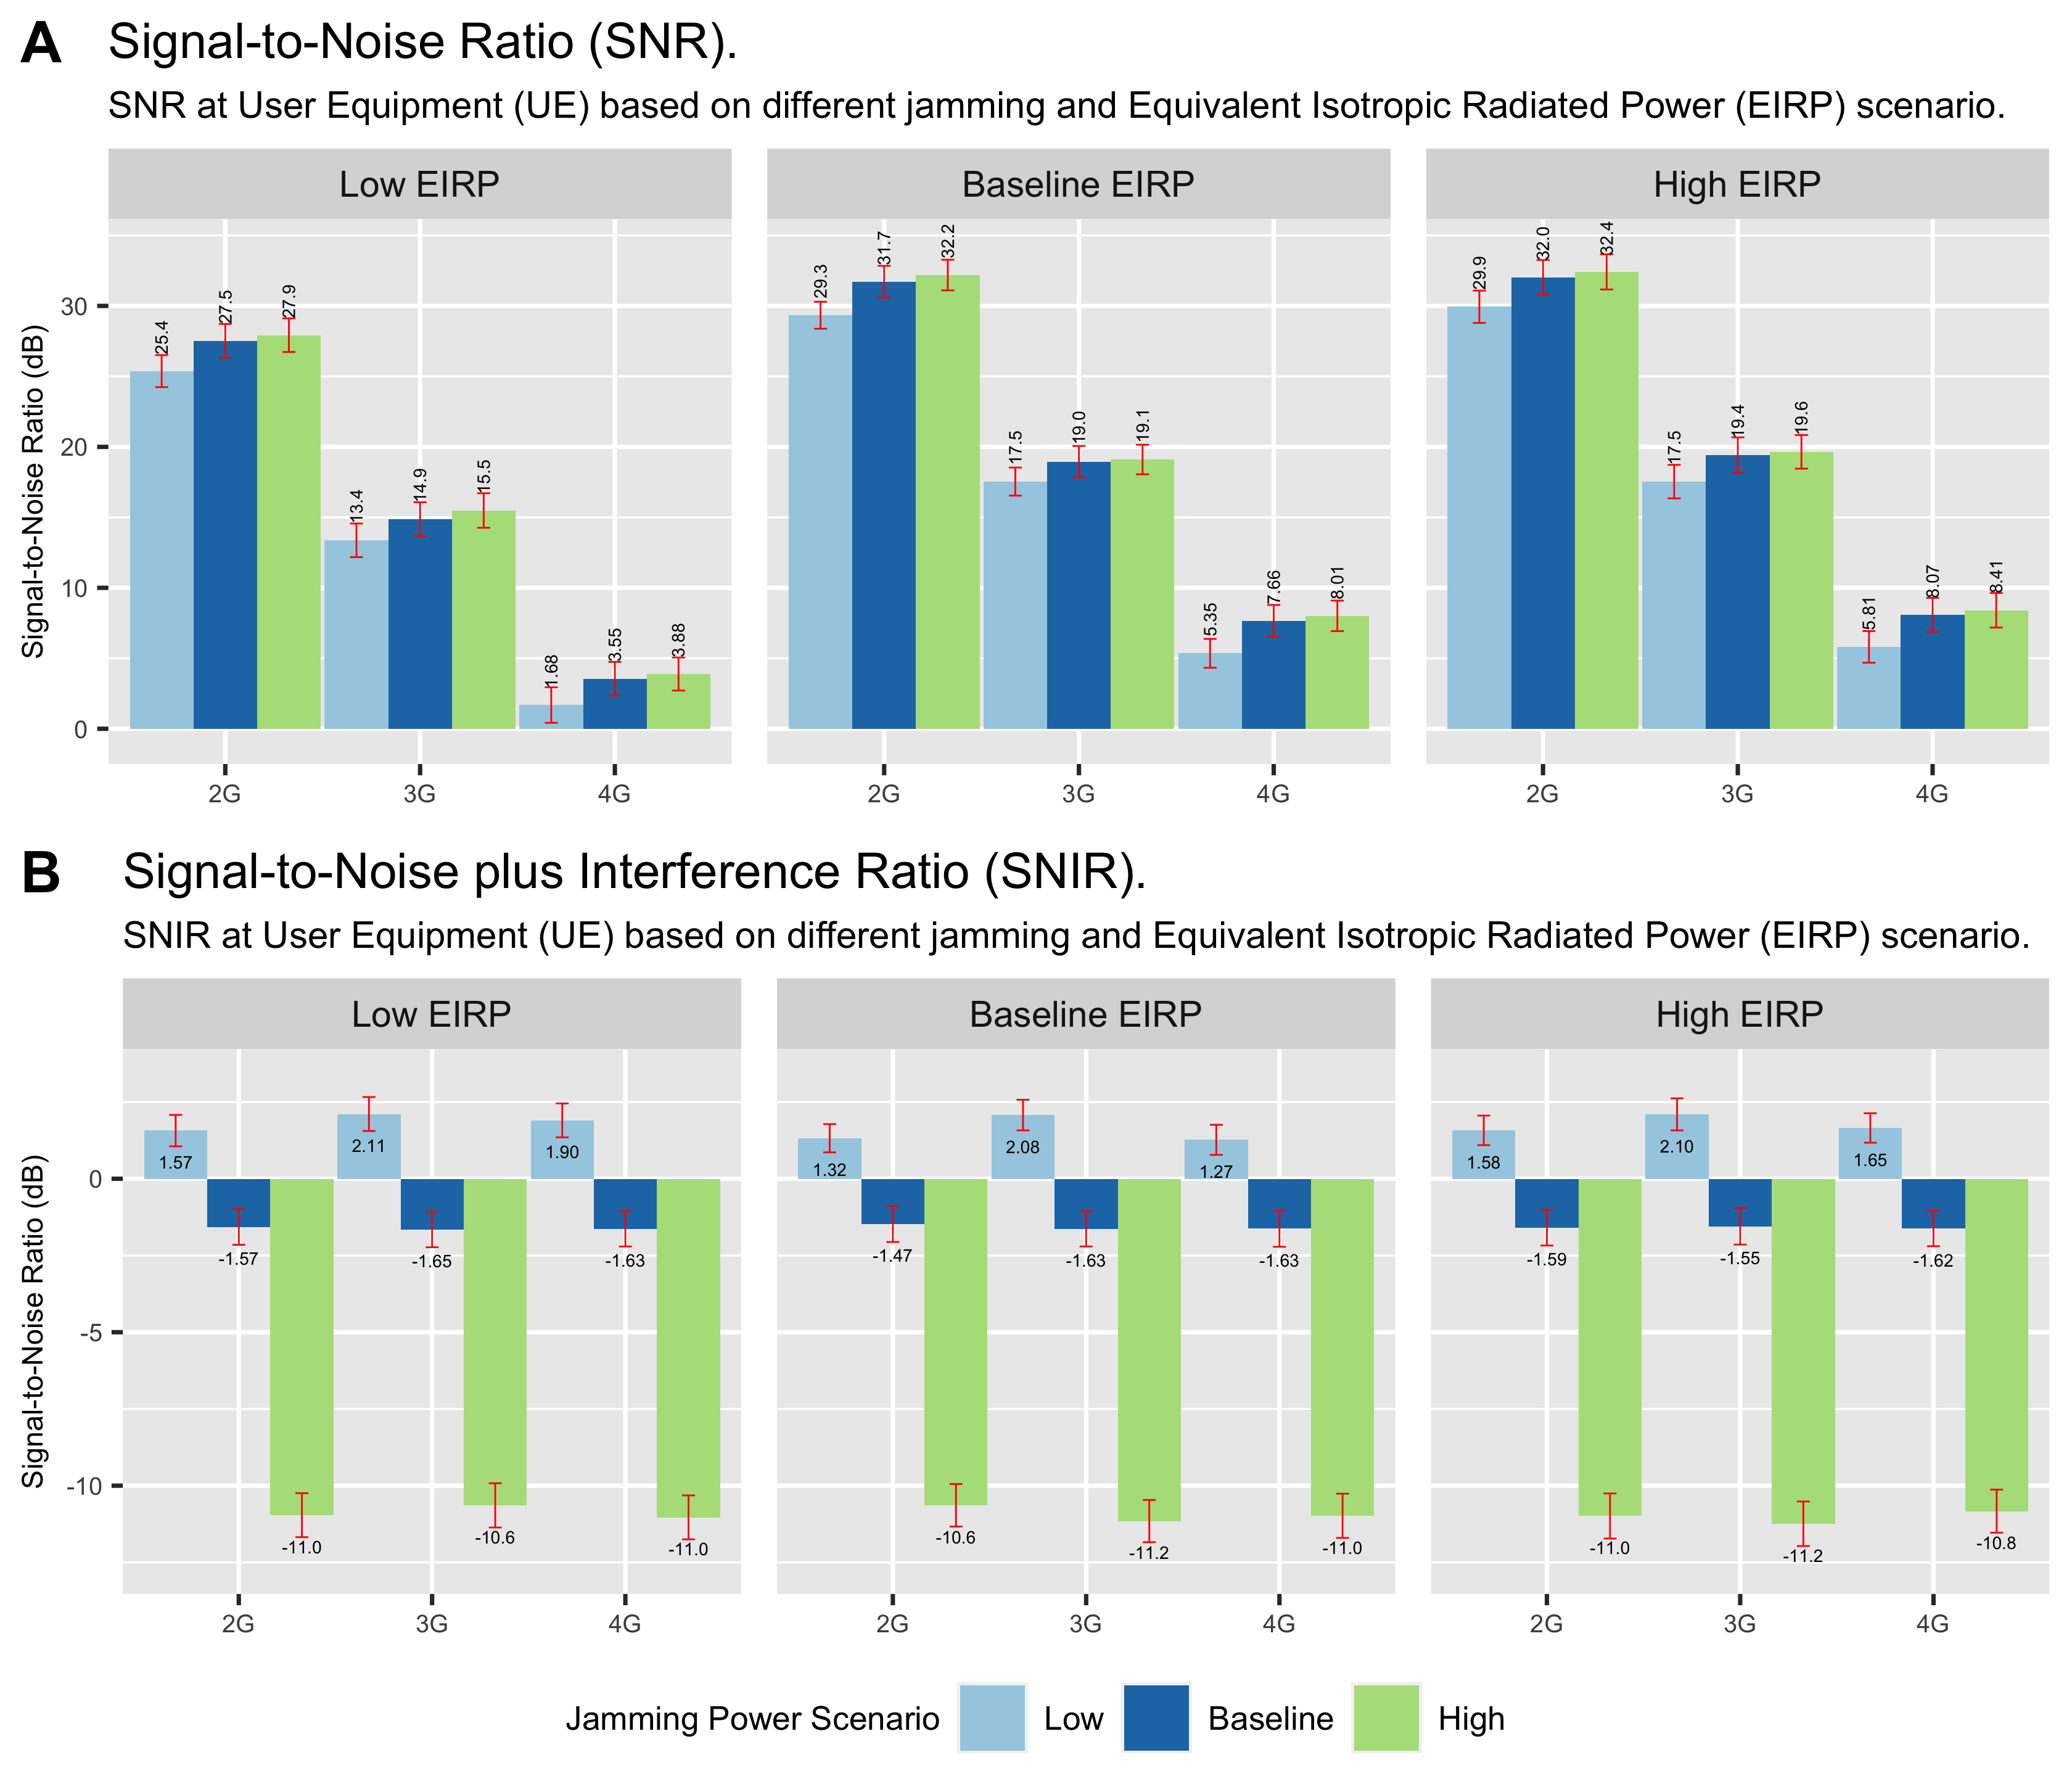 A Signal-to-Noise Ratio (SNR).
SNR at User Equipment (UE) based on different jamming and Equivalent Isotropic Radiated Power (EIRP) scenario.
Low EIRP Baseline EIRP High EIRP
Signal-to-Noise Ratio (dB)
30
20
10
0
25.4 27.5 27.9 13.4 14.9 15.5 1.68 3.55 3.88
29.3 31.7 32.2 17.5 19.0 19.1 5.35 7.66 8.01
29.9 32.0 32.4 17.5 19.4 19.6 5.81 8.07 8.41
2G 3G 4G 2G 3G 4G 2G 3G 4G
B Signal-to-Noise plus Interference Ratio (SNIR).
SNIR at User Equipment (UE) based on different jamming and Equivalent Isotropic Radiated Power (EIRP) scenario.
Low EIRP Baseline EIRP High EIRP
Signal-to-Noise Ratio (dB)
0
-5
-10
1.57 -1.57 -11.0 2.11 -1.65 -10.6 1.90 -1.63 -11.0
1.32 -1.47 -10.6 2.08 -1.63 -11.2 1.27 -1.63 -11.0
1.58 -1.59 -11.0 2.10 -1.55 -11.2 1.65 -1.62 -10.8
2G 3G 4G 2G 3G 4G 2G 3G 4G
Jamming Power Scenario Low Baseline High